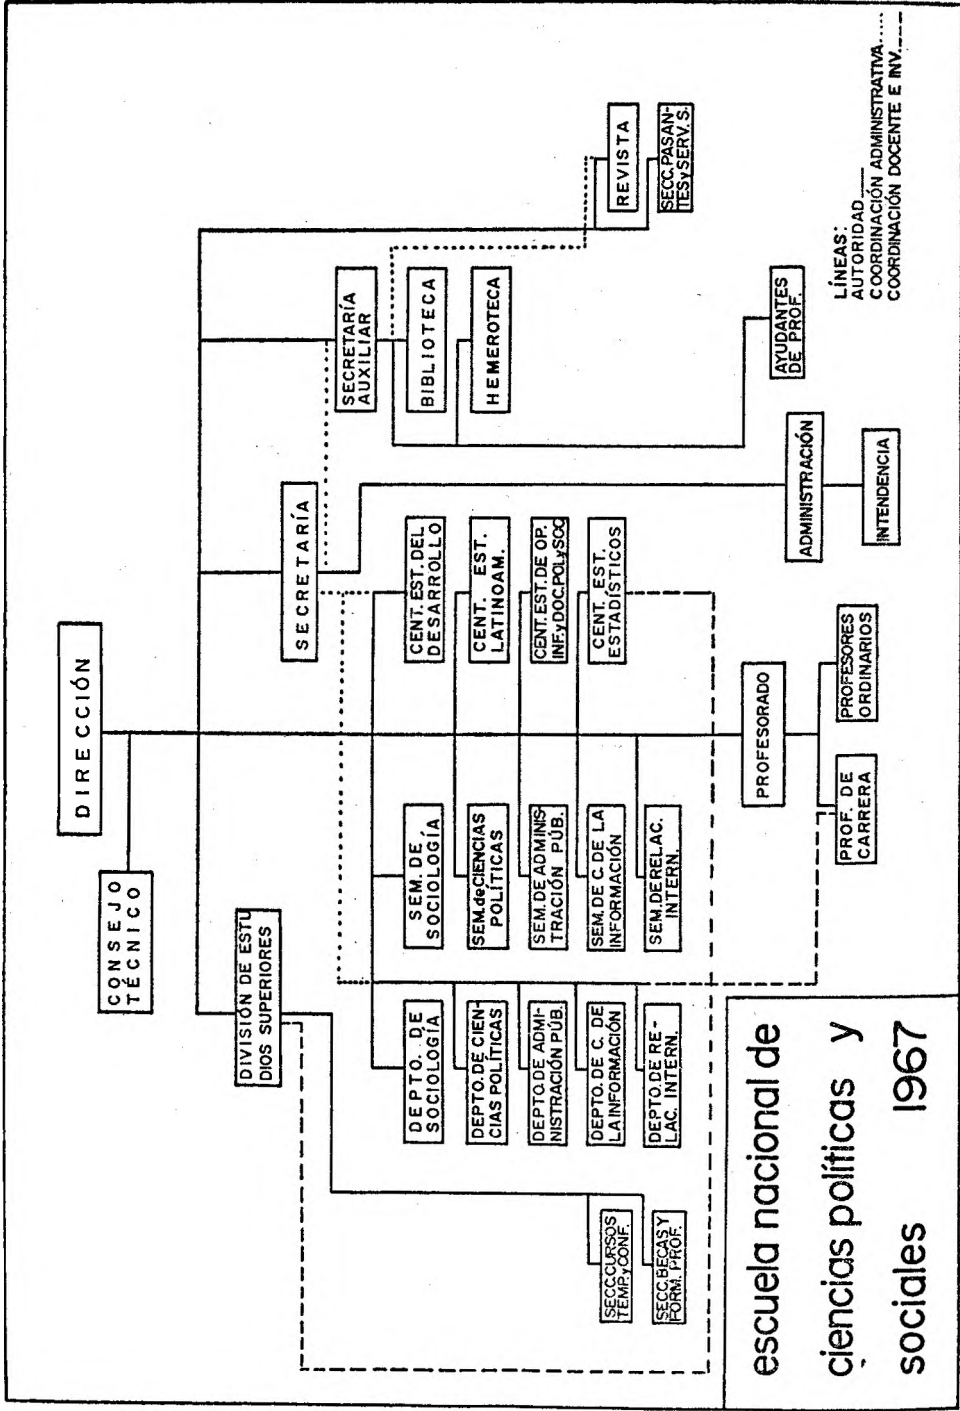 DIRECCIÓN
CONSEJO
TÉCNICO
DIVISIÓN DE ESTU
DIOS SUPERIORES
SECRETARÍA
SECRETARÍA
AUXILIAR
DEPTO. DE
SOCIOLOGÍA
SEM. DE
SOCIOLOGÍA
CENT. EST. DEL
DESARROLLO
BIBLIOTECA
DEPTO. DE CIEN-
CIAS POLÍTICAS
SEM. de CIENCIAS
POLÍTICAS
CENT. EST.
LATINOAM.
HEMEROTECA
DEPTO. DE ADMI-
NISTRACIÓN PÚB.
SEM. DE ADMINIS-
TRACIÓN PÚB.
CENT. EST. DE OP.
INF. y DOC. POL. y SOC
DEPTO. DE C. DE
LA INFORMACIÓN
SEM. DE C. DE LA
INFORMACIÓN
CENT. EST.
ESTADÍSTICOS
DEPTO. DE RE-
LAC. INTERN.
SEM. DE RELAC.
INTERN.
REVISTA
SECC. PASAN-
TES y SERV. S.
SECC. CURSOS
TEMP. y CONF.
SECC. BECAS Y
FORM. PROF.
PROFESORADO
PROF. DE
CARRERA
PROFESORES
ORDINARIOS
AYUDANTES
DE PROF.
ADMINISTRACIÓN
INTENDENCIA
LÍNEAS:
AUTORIDAD
COORDINACIÓN ADMINISTRATIVA
COORDINACIÓN DOCENTE E INV.
escuela nacional de
ciencias políticas y
sociales 1967